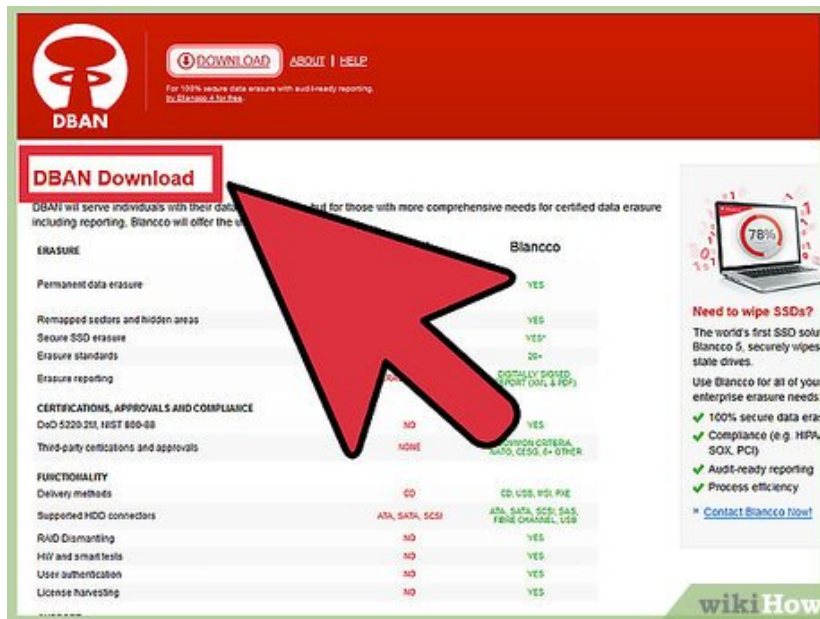 DOWNLOAD ABOUT | HELP
For 100% secure data erasure with audit-ready reporting,
try Blancco 4 for free.
DBAN
DBAN Download
DBAN will serve individuals with their data but for those with more comprehensive needs for certified data erasure
including reporting, Blancco will offer the
ERASURE Blancco
Permanent data erasure YES
Remapped sectors and hidden areas YES
Secure SSD erasure YES*
Erasure standards 20+
Erasure reporting DIGITALLY SIGNED
REPORT (XML & PDF)
CERTIFICATIONS, APPROVALS AND COMPLIANCE
DoD 5220.2M, NIST 800-88 NO YES
Third-party certications and approvals NONE COMMON CRITERIA,
NATO, CESG, 6+ OTHER
FUNCTIONALITY
Delivery methods CD CD, USB, MSI, PXE
Supported HDD connectors ATA, SATA, SCSI ATA, SATA, SCSI, SAS,
FIBRE CHANNEL, USB
RAID Dismantling NO YES
HW and smart tests NO YES
User authentication NO YES
License harvesting NO YES
78%
Need to wipe SSDs?
The world's first SSD solu
Blancco 5, securely wipes
state drives.
Use Blancco for all of your
enterprise erasure needs
100% secure data eras
Compliance (e.g. HIPA
SOX, PCI)
Audit-ready reporting
Process efficiency
» Contact Blancco Now!
wikiHow